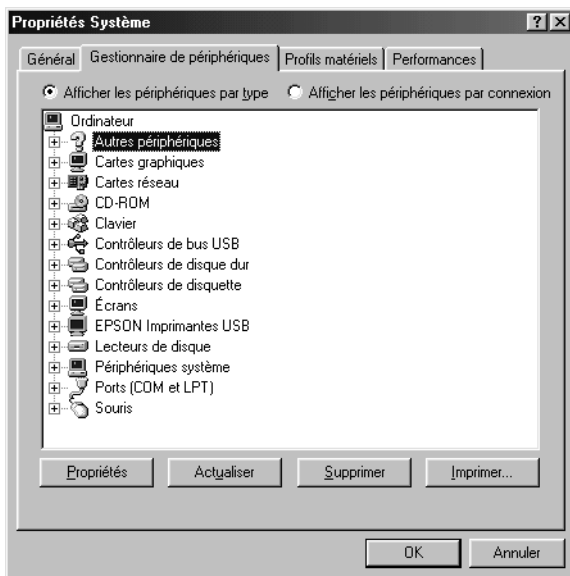 Propriétés Système
Général Gestionnaire de périphériques Profils matériels Performances
Afficher les périphériques par type Afficher les périphériques par connexion
Ordinateur
Autres périphériques
Cartes graphiques
Cartes réseau
CD-ROM
Clavier
Contrôleurs de bus USB
Contrôleurs de disque dur
Contrôleurs de disquette
Écrans
EPSON Imprimantes USB
Lecteurs de disque
Périphériques système
Ports (COM et LPT)
Souris
Propriétés Actualiser Supprimer Imprimer...
OK Annuler